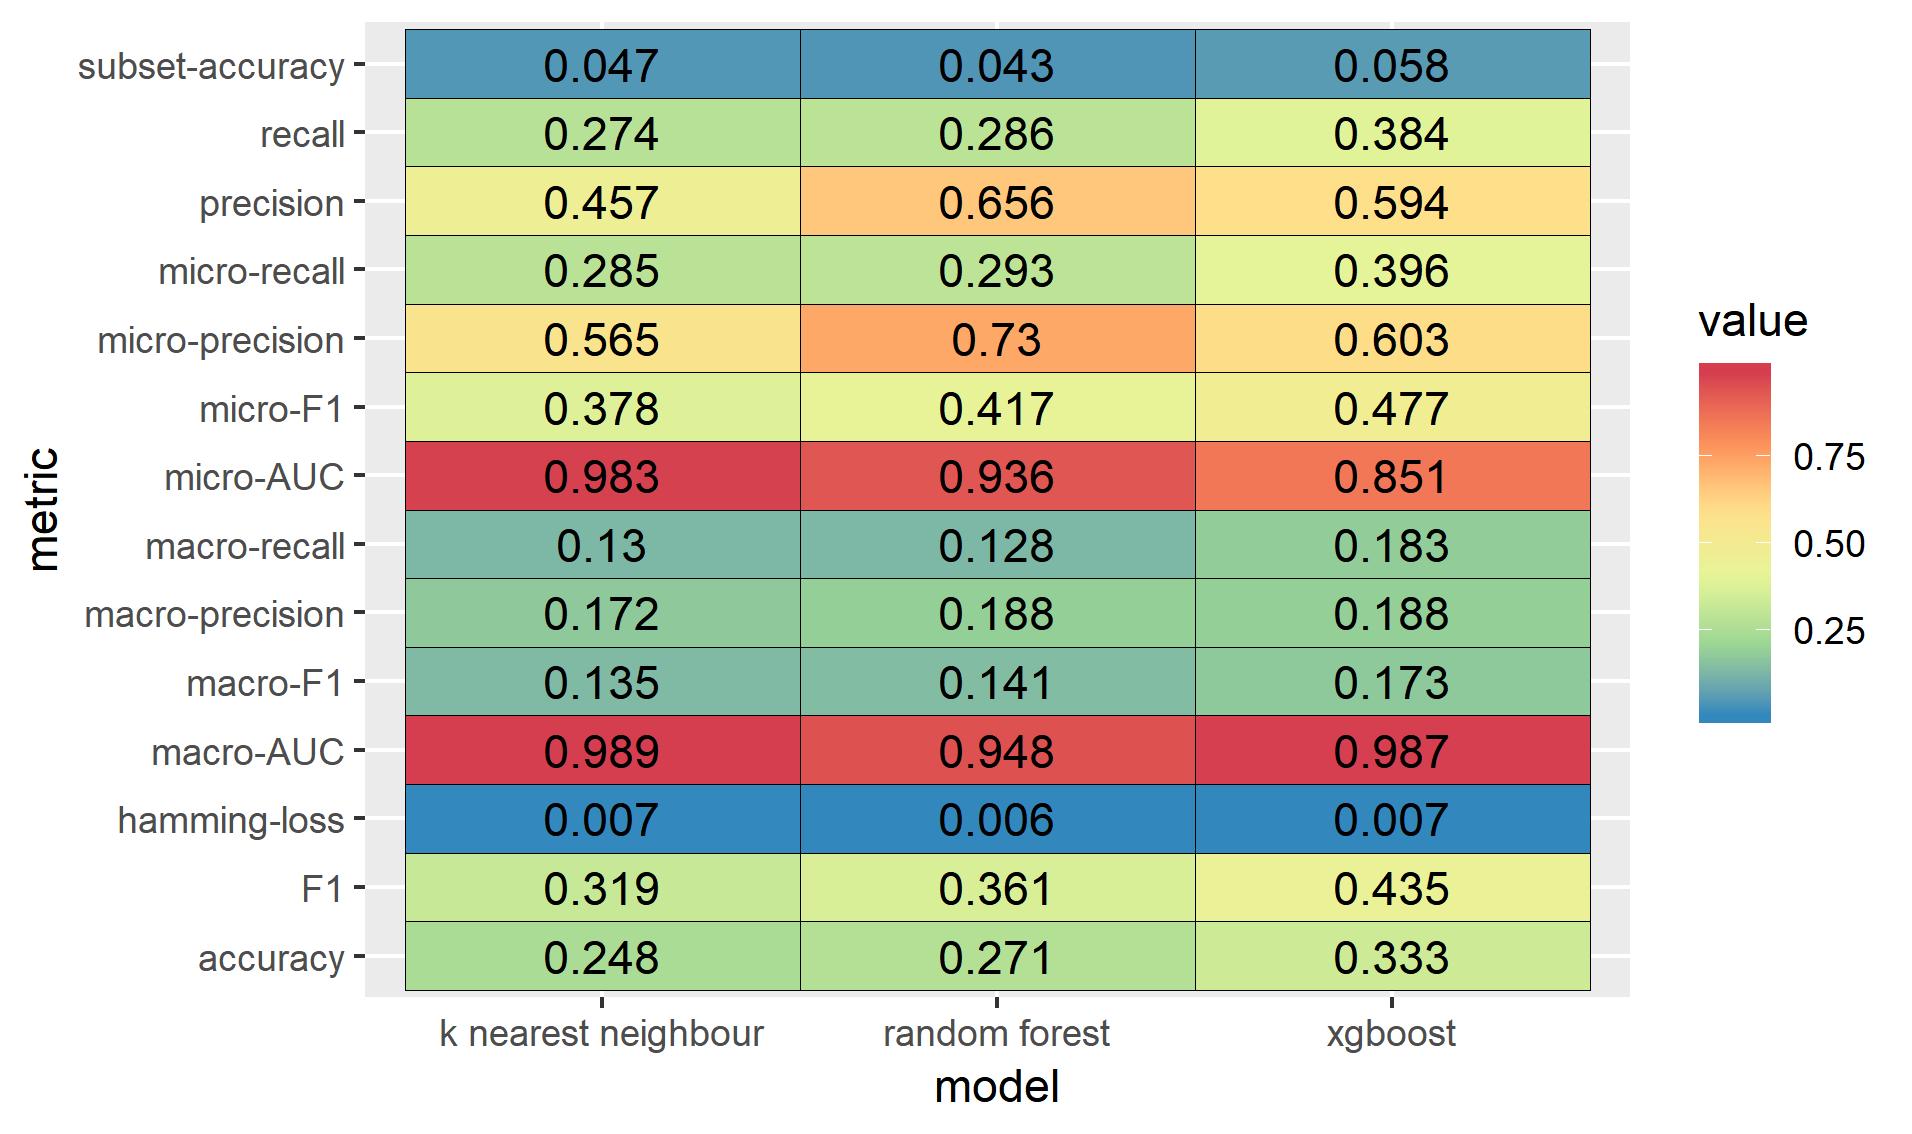 subset-accuracy 0.047 0.043 0.058
recall 0.274 0.286 0.384
precision 0.457 0.656 0.594
micro-recall 0.285 0.293 0.396
micro-precision 0.565 0.73 0.603
micro-F1 0.378 0.417 0.477
micro-AUC 0.983 0.936 0.851
macro-recall 0.13 0.128 0.183
macro-precision 0.172 0.188 0.188
macro-F1 0.135 0.141 0.173
macro-AUC 0.989 0.948 0.987
hamming-loss 0.007 0.006 0.007
F1 0.319 0.361 0.435
accuracy 0.248 0.271 0.333
k nearest neighbour random forest xgboost
model
metric
value
0.75
0.50
0.25